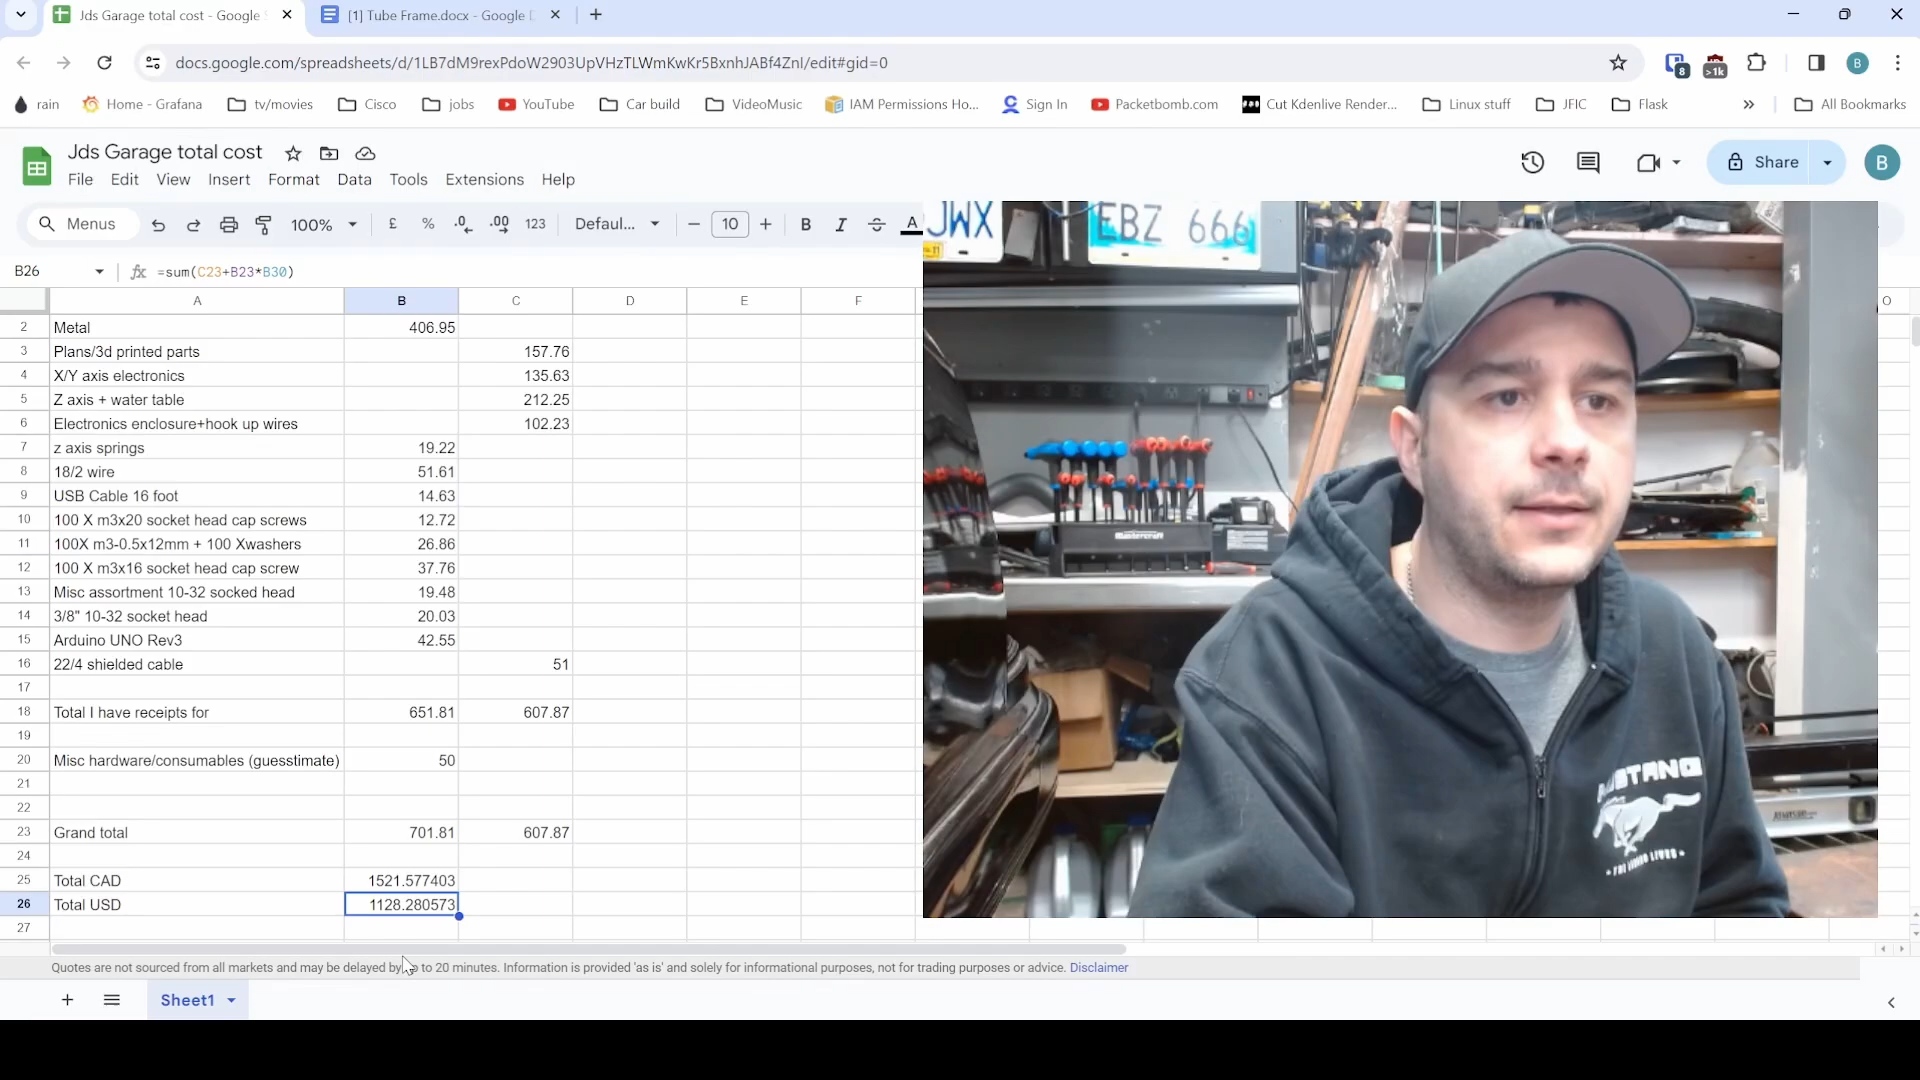 Jds Garage total cost - Google S
[1] Tube Frame.docx - Google D
docs.google.com/spreadsheets/d/1LB7dM9rexPdoW2903UpVHzTLWmKwKr5BxnhJABf4ZnI/edit#gid=0
8
>1k
B
rain
Home - Grafana
tv/movies
Cisco
jobs
YouTube
Car build
VideoMusic
IAM Permissions Ho...
Sign In
Packetbomb.com
Cut Kdenlive Render...
Linux stuff
JFIC
Flask
All Bookmarks
Jds Garage total cost
File Edit View Insert Format Data Tools Extensions Help
Share
B
Menus
100%
£ % .0 .00 123
Defaul...
10
B I A
B26
fx =sum(C23+B23*B30)
A B C D E F O
2 Metal 406.95
3 Plans/3d printed parts 157.76
4 X/Y axis electronics 135.63
5 Z axis + water table 212.25
6 Electronics enclosure+hook up wires 102.23
7 z axis springs 19.22
8 18/2 wire 51.61
9 USB Cable 16 foot 14.63
10 100 X m3x20 socket head cap screws 12.72
11 100X m3-0.5x12mm + 100 Xwashers 26.86
12 100 X m3x16 socket head cap screw 37.76
13 Misc assortment 10-32 socked head 19.48
14 3/8" 10-32 socket head 20.03
15 Arduino UNO Rev3 42.55
16 22/4 shielded cable 51
17
18 Total I have receipts for 651.81 607.87
19
20 Misc hardware/consumables (guesstimate) 50
21
22
23 Grand total 701.81 607.87
24
25 Total CAD 1521.577403
26 Total USD 1128.280573
27
JWX
EBZ 666
mastercraft
MUSTANG
Quotes are not sourced from all markets and may be delayed by up to 20 minutes. Information is provided 'as is' and solely for informational purposes, not for trading purposes or advice. Disclaimer
Sheet1